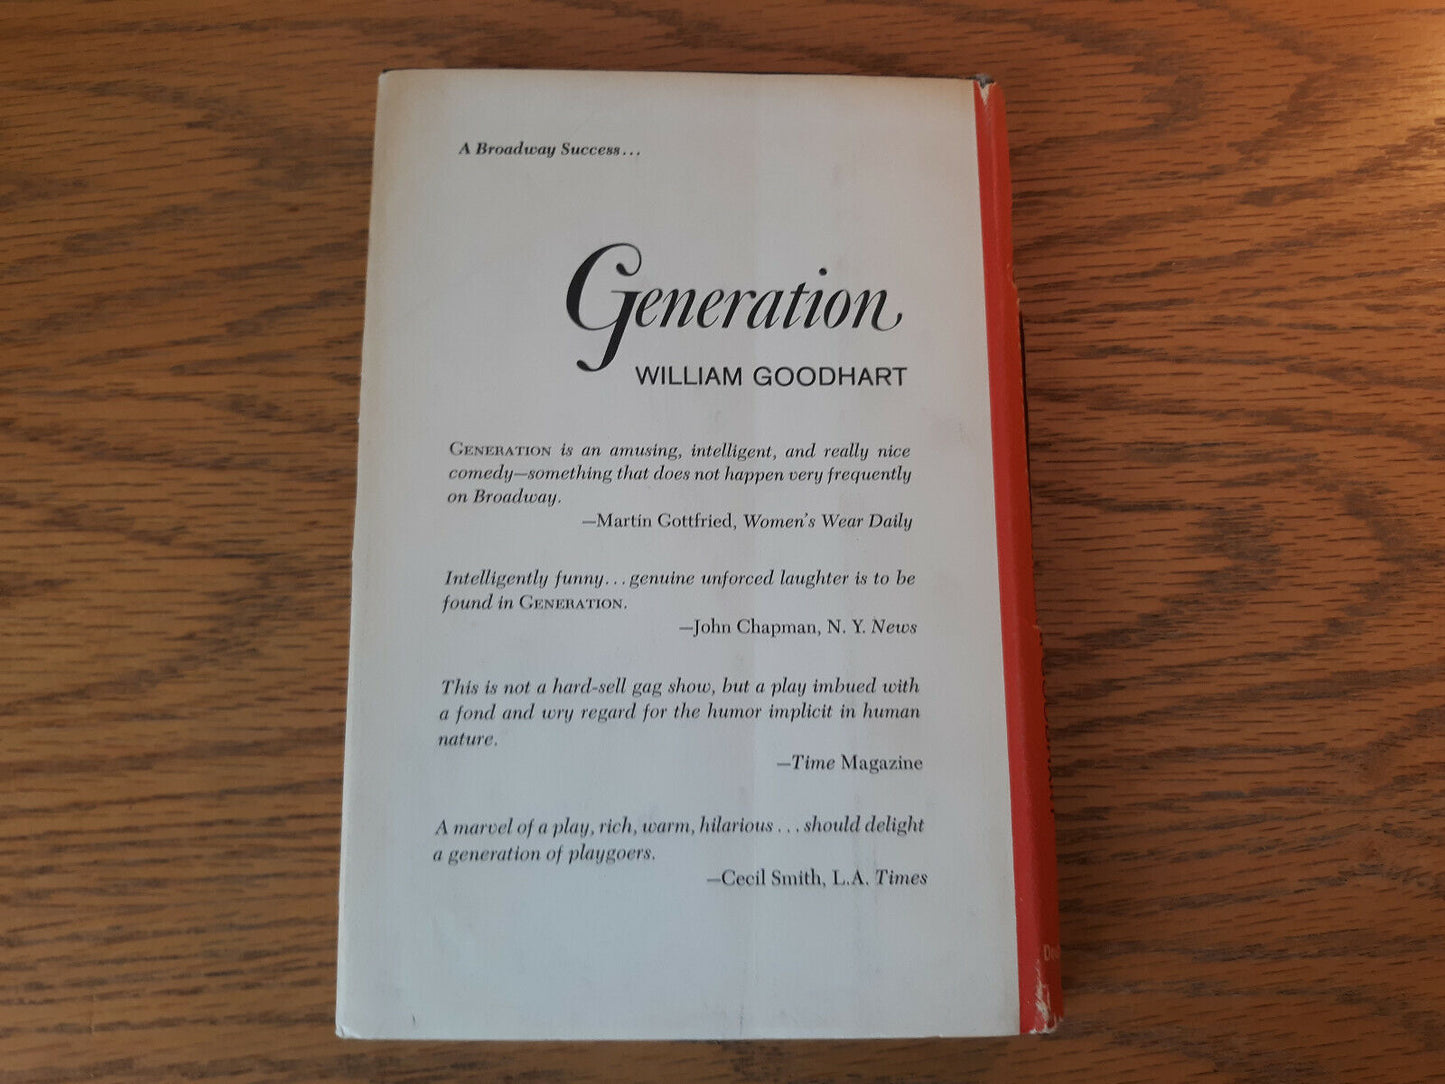 A Broadway Success...
Generation
WILLIAM GOODHART
GENERATION is an amusing, intelligent, and really nice
comedy—something that does not happen very frequently
on Broadway.
—Martin Gottfried, Women's Wear Daily
Intelligently funny...genuine unforced laughter is to be
found in GENERATION.
—John Chapman, N. Y. News
This is not a hard-sell gag show, but a play imbued with
a fond and wry regard for the humor implicit in human
nature.
—Time Magazine
A marvel of a play, rich, warm, hilarious...should delight
a generation of playgoers.
—Cecil Smith, L.A. Times